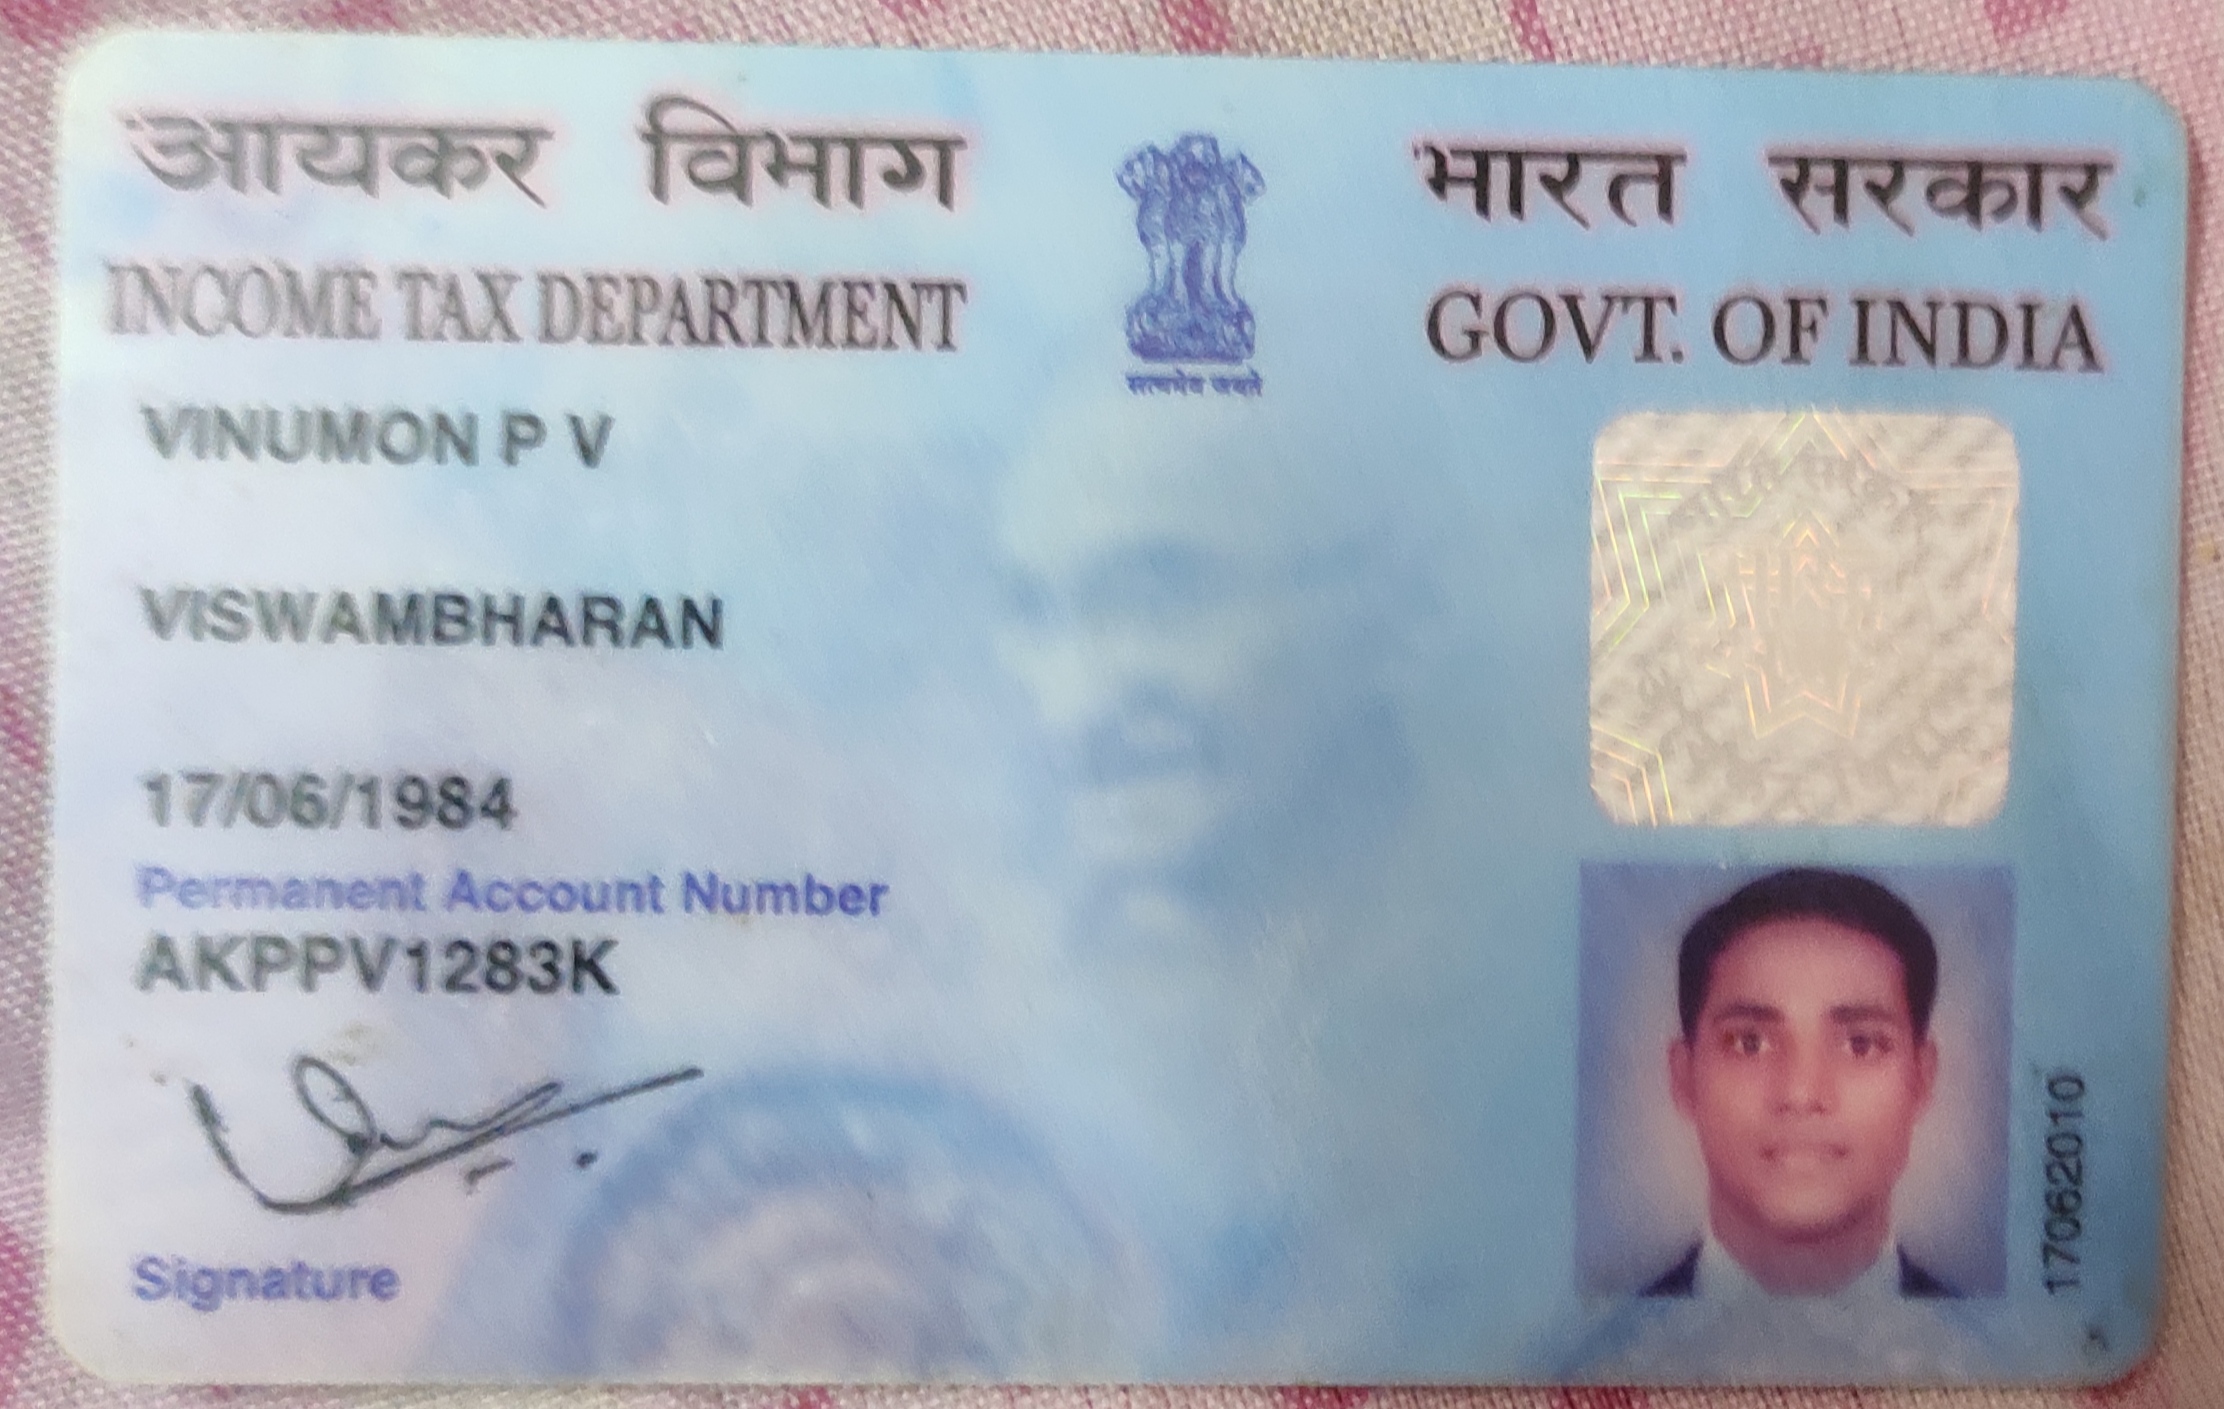 आयकर विभाग
INCOME TAX DEPARTMENT
सत्यमेव जयते
भारत सरकार
GOVT. OF INDIA
VINUMON P V
VISWAMBHARAN
17/06/1984
Permanent Account Number
AKPPV1283K
Signature
17062010